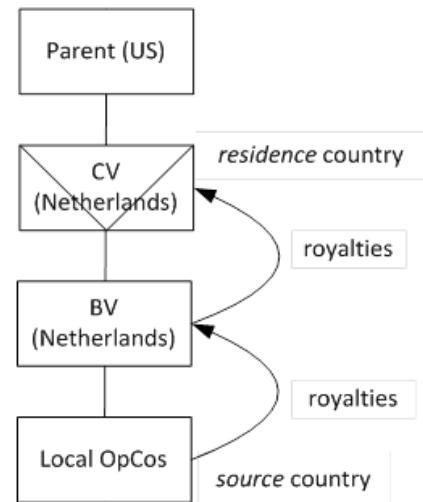 Parent (US)
CV
(Netherlands)
residence country
royalties
BV
(Netherlands)
royalties
Local OpCos
source country